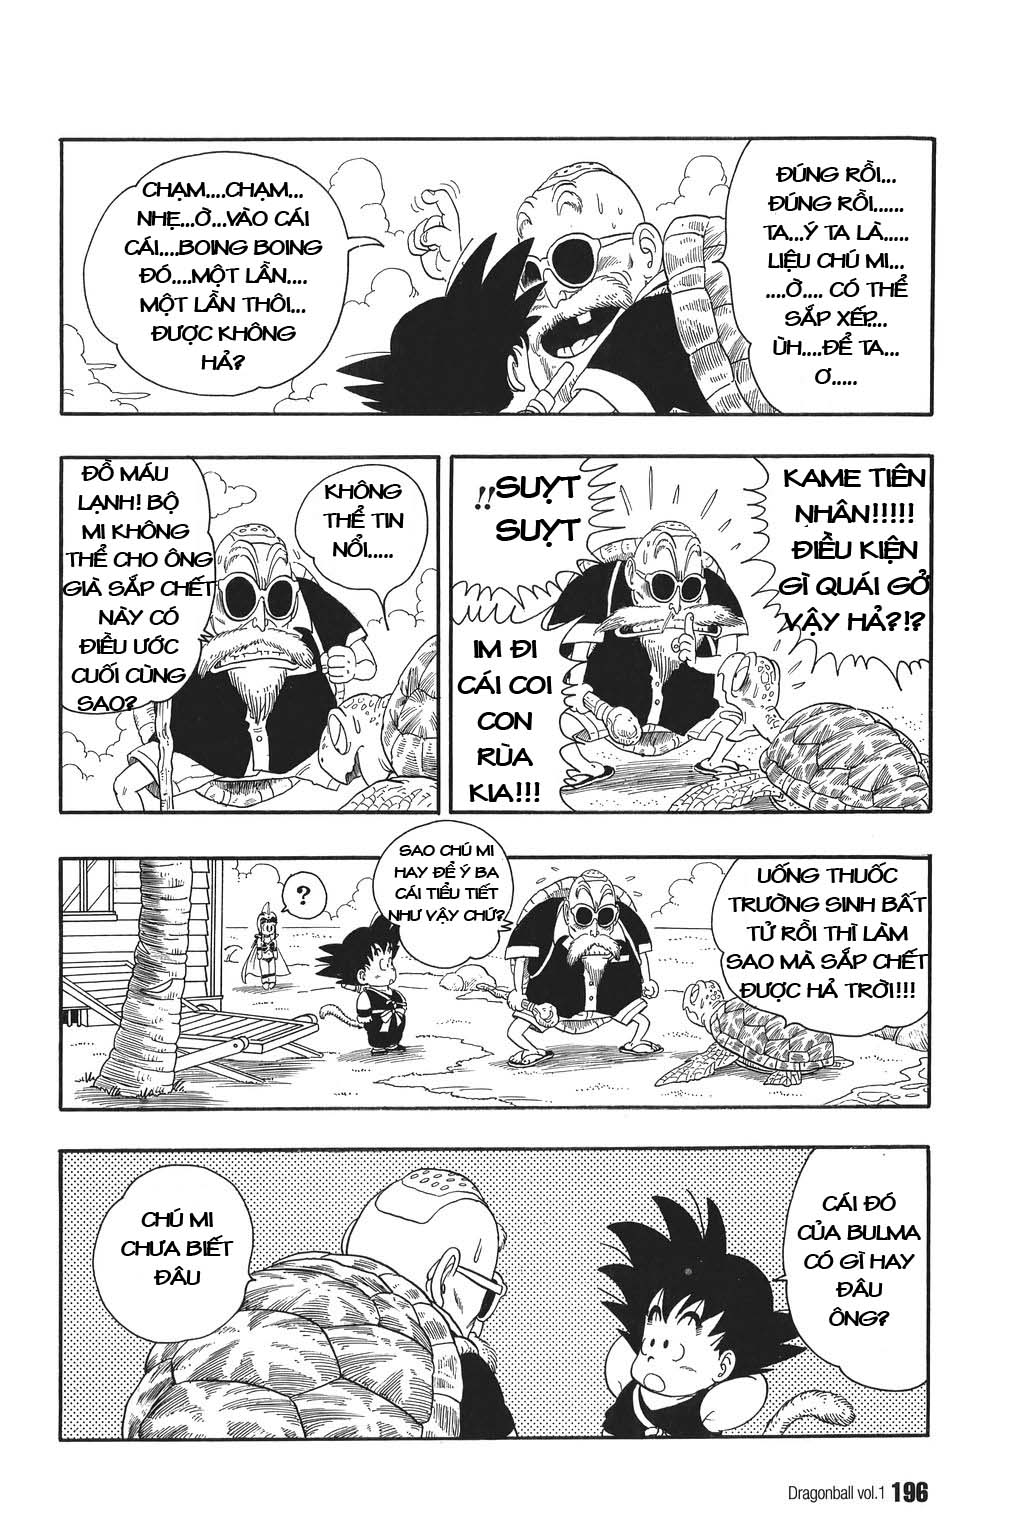 ĐÚNG RỒI...
ĐÚNG RỒI......
TA...Ý TA LÀ.....
LIỆU CHÚ MI...
....Ờ.... CÓ THỂ
SẮP XẾP....
ÙH....ĐỂ TA...
Ơ.....
CHẠM....CHẠM...
NHẸ...Ờ...VÀO CÁI
CÁI....BOING BOING
ĐÓ....MỘT LẦN....
MỘT LẦN THÔI...
ĐƯỢC KHÔNG
HẢ?
KAME TIÊN
NHÂN!!!!!
ĐIỀU KIỆN
GÌ QUÁI GỞ
VẬY HẢ?!?
SUỴT
SUỴT
!!
IM ĐI
CÁI COI
CON
RÙA
KIA!!!
KHÔNG
THỂ TIN
NỔI.....
ĐỒ MÁU
LẠNH! BỘ
MI KHÔNG
THỂ CHO ÔNG
GIÀ SẮP CHẾT
NÀY CÓ
ĐIỀU ƯỚC
CUỐI CÙNG
SAO?
UỐNG THUỐC
TRƯỜNG SINH BẤT
TỬ RỒI THÌ LÀM
SAO MÀ SẮP CHẾT
ĐƯỢC HẢ TRỜI!!!
SAO CHÚ MI
HAY ĐỂ Ý BA
CÁI TIỂU TIẾT
NHƯ VẬY CHỨ?
?
CÁI ĐÓ
CỦA BULMA
CÓ GÌ HAY
ĐÂU
ÔNG?
CHÚ MI
CHƯA BIẾT
ĐÂU
Dragonball vol.1 196